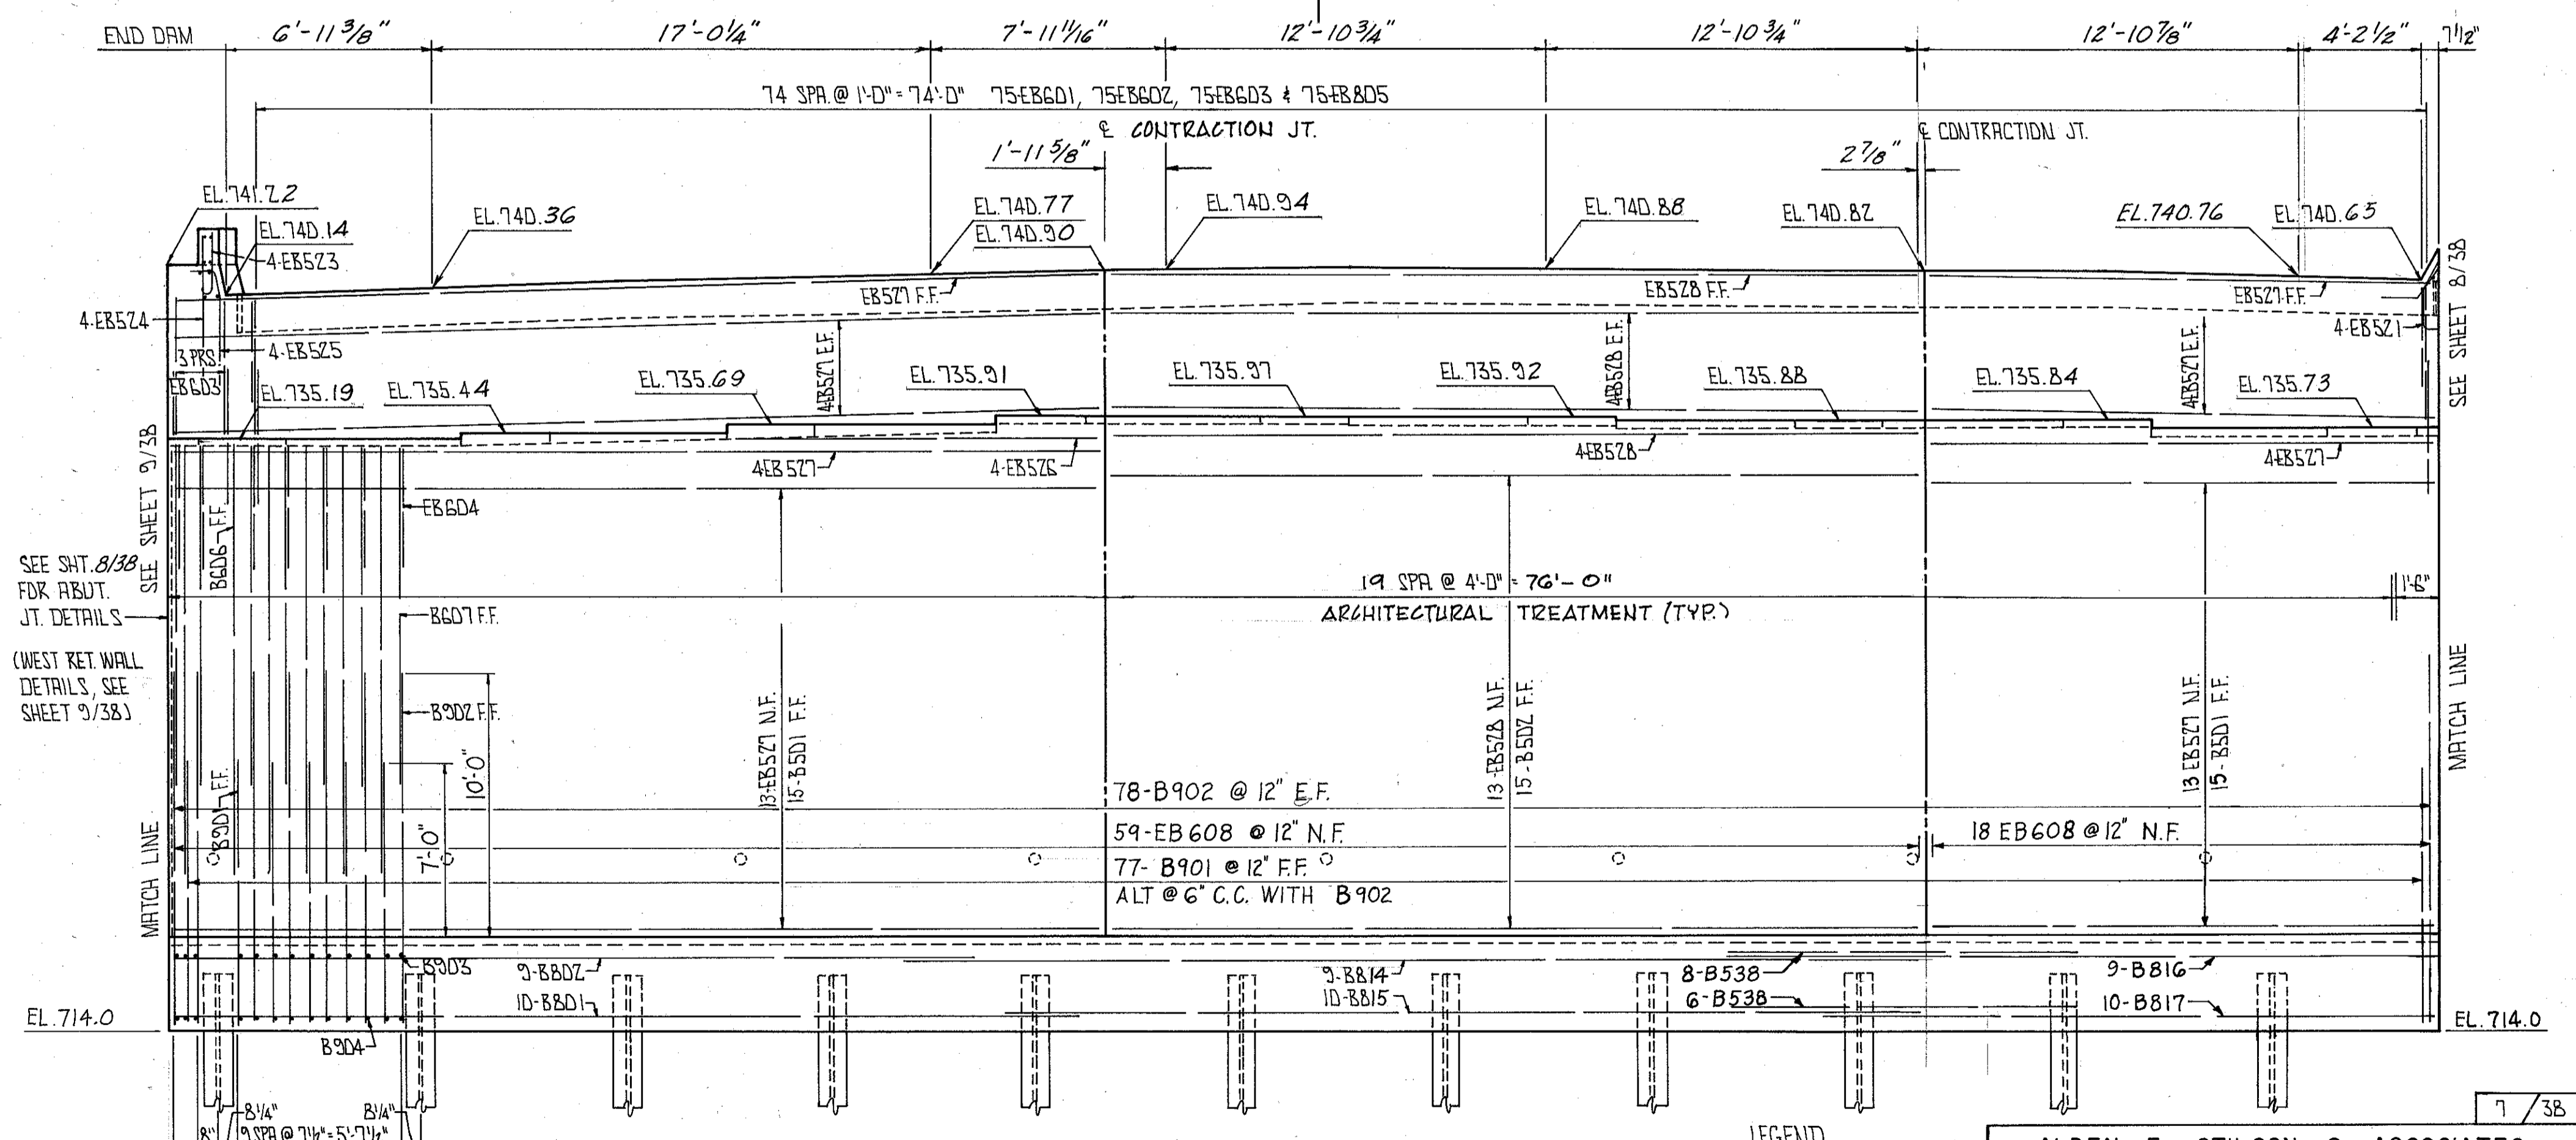 END DAM 6'-11 3/8" 17'-0 1/4" 7'-11 11/16" 12'-10 3/4" 12'-10 3/4" 12'-10 7/8" 4'-2 1/2" 7 1/2"
74 SPA. @ 1'-0" = 74'-0" 75-EB601, 75-EB602, 75-EB603 & 75-EB805
℄ CONTRACTION JT. ℄ CONTRACTION JT.
1'-11 5/8" 2 7/8"
EL. 741.22
EL. 740.14
EL. 740.36
EL. 740.77
EL. 740.90
EL. 740.94
EL. 740.88
EL. 740.82
EL. 740.76
EL. 740.65
4-EB523
4-EB524
4-EB525
3 PRS.
EB603
EB527 F.F.
EB528 F.F.
EB527 F.F.
4-EB521
4-EB527 E.F.
4-EB528 E.F.
4-EB527 E.F.
SEE SHEET 8/38
EL. 735.19
EL. 735.44
EL. 735.69
EL. 735.91
EL. 735.97
EL. 735.92
EL. 735.88
EL. 735.84
EL. 735.73
4-EB527
4-EB526
4-EB528
4-EB527
SEE SHEET 9/38
B606 F.F.
EB604
SEE SHT. 8/38
FOR ABUT.
JT. DETAILS
(WEST RET. WALL
DETAILS, SEE
SHEET 9/38)
B607 F.F.
19 SPA @ 4'-0" = 76'-0"
ARCHITECTURAL TREATMENT (TYP.)
1'-6"
B902 F.F.
B901 F.F.
10'-0"
7'-0"
13-EB527 N.F.
15-B501 F.F.
13-EB528 N.F.
15-B502 F.F.
13 EB527 N.F.
15-B501 F.F.
MATCH LINE
MATCH LINE
78-B902 @ 12" E.F.
59-EB608 @ 12" N.F. 18 EB608 @ 12" N.F.
77- B901 @ 12" F.F.
ALT @ 6" C.C. WITH B902
B903
9-B802
9-B814
8-B538
9-B816
10-B801
10-B815
6-B538
10-B817
EL. 714.0
B904
EL. 714.0
8 1/4" 8 1/4"
8" 9 SPA @ 7 1/2" = 5'-7 1/2"
7/38
LEGEND